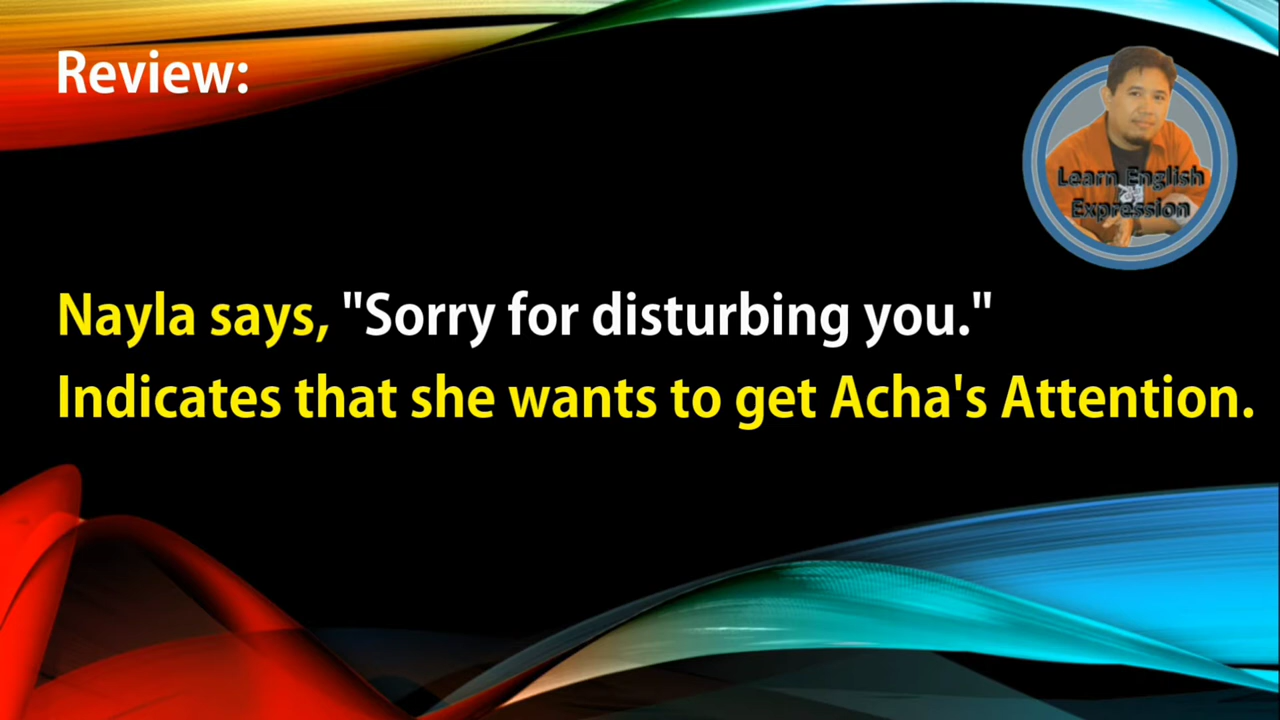 Review:
Learn English
Expression
Nayla says, "Sorry for disturbing you."
Indicates that she wants to get Acha's Attention.